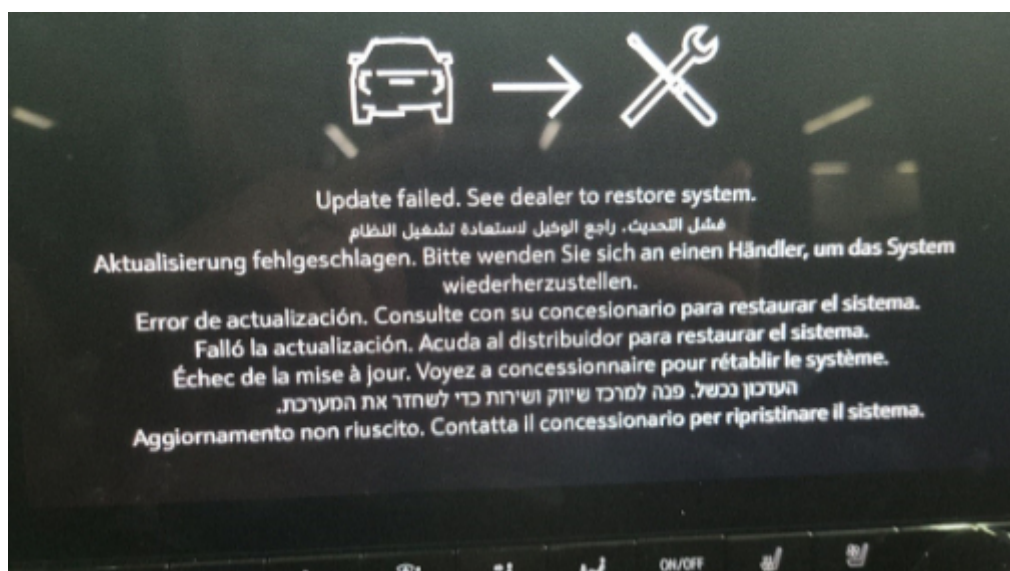 Update failed. See dealer to restore system.
فشل التحديث. راجع الوكيل لاستعادة تشغيل النظام
Aktualisierung fehlgeschlagen. Bitte wenden Sie sich an einen Händler, um das System
wiederherzustellen.
Error de actualización. Consulte con su concesionario para restaurar el sistema.
Falló la actualización. Acuda al distribuidor para restaurar el sistema.
Échec de la mise à jour. Voyez a concessionnaire pour rétablir le système.
העדכון נכשל. פנה למרכז שיווק ושירות כדי לשחזר את המערכת.
Aggiornamento non riuscito. Contatta il concessionario per ripristinare il sistema.
ON/OFF